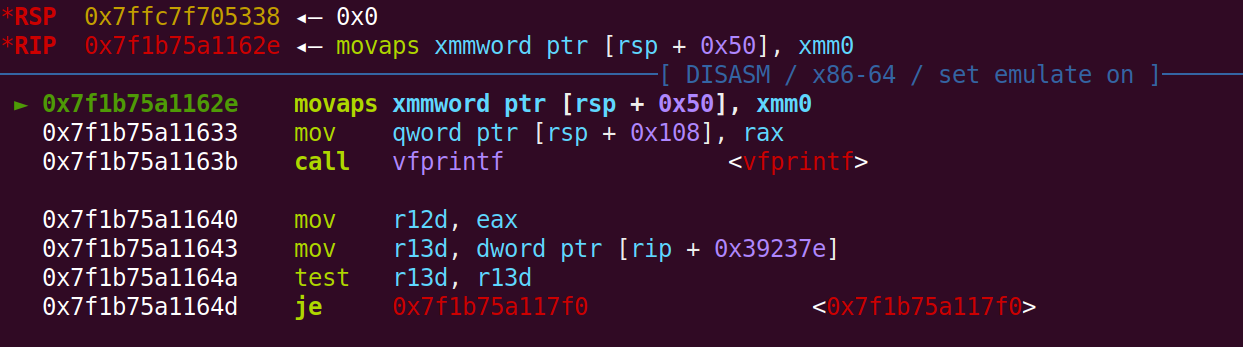 *RSP  0x7ffc7f705338 ◂— 0x0
*RIP  0x7f1b75a1162e ◂— movaps xmmword ptr [rsp + 0x50], xmm0
[ DISASM / x86-64 / set emulate on ]
► 0x7f1b75a1162e    movaps xmmword ptr [rsp + 0x50], xmm0
0x7f1b75a11633    mov    qword ptr [rsp + 0x108], rax
0x7f1b75a1163b    call   vfprintf                <vfprintf>
0x7f1b75a11640    mov    r12d, eax
0x7f1b75a11643    mov    r13d, dword ptr [rip + 0x39237e]
0x7f1b75a1164a    test   r13d, r13d
0x7f1b75a1164d    je     0x7f1b75a117f0                <0x7f1b75a117f0>